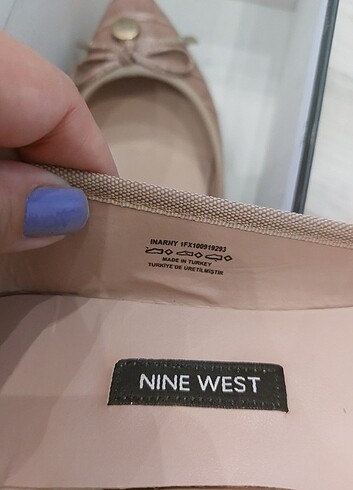 INARNY 1FX100919293
MADE IN TURKEY
TÜRKİYE'DE ÜRETİLMİŞTİR
NINE WEST